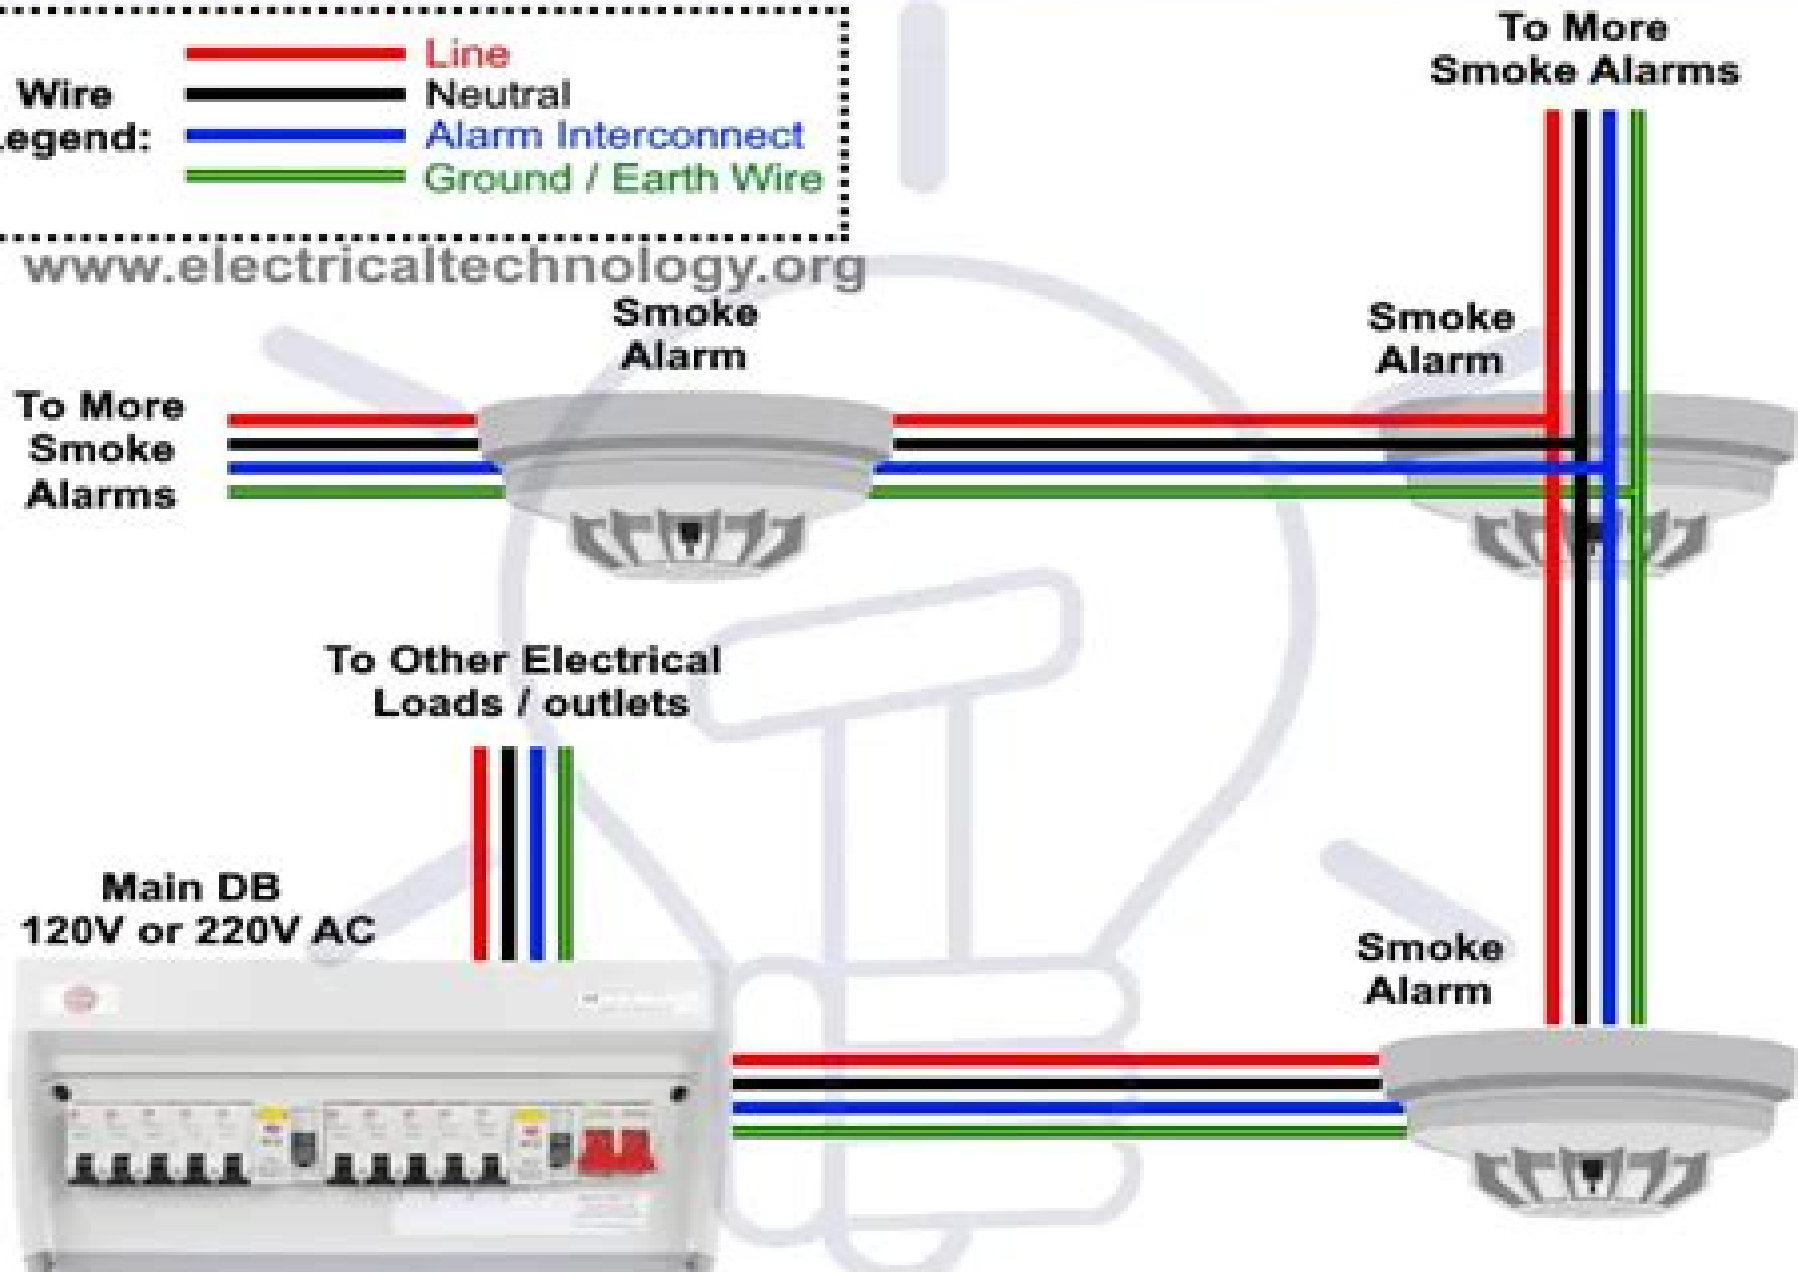 Line
Wire
Neutral
egend:
Alarm Interconnect
Ground / Earth Wire
www.electricaltechnology.org
To More
Smoke Alarms
Smoke
Alarm
Smoke
Alarm
To More
Smoke
Alarms
To Other Electrical
Loads / outlets
Main DB
120V or 220V AC
Smoke
Alarm